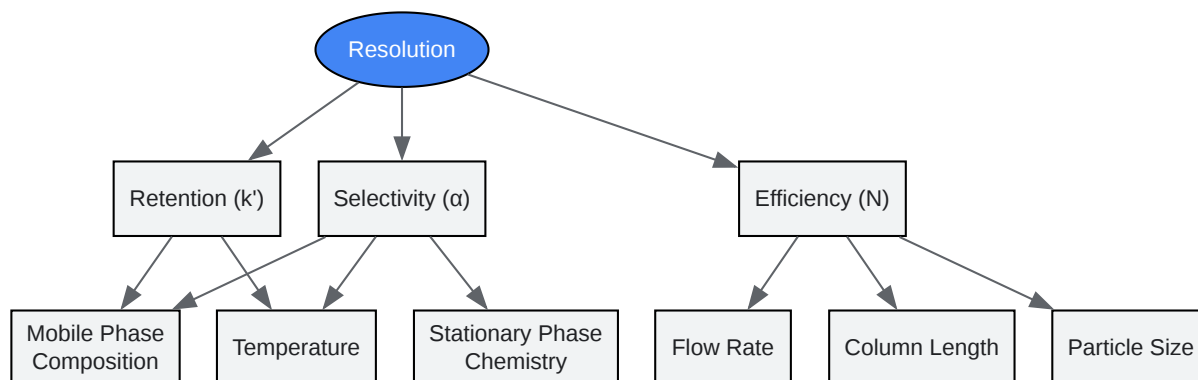 Resolution
Retention (k')
Selectivity (α)
Efficiency (N)
Mobile Phase
Composition
Temperature
Stationary Phase
Chemistry
Flow Rate
Column Length
Particle Size